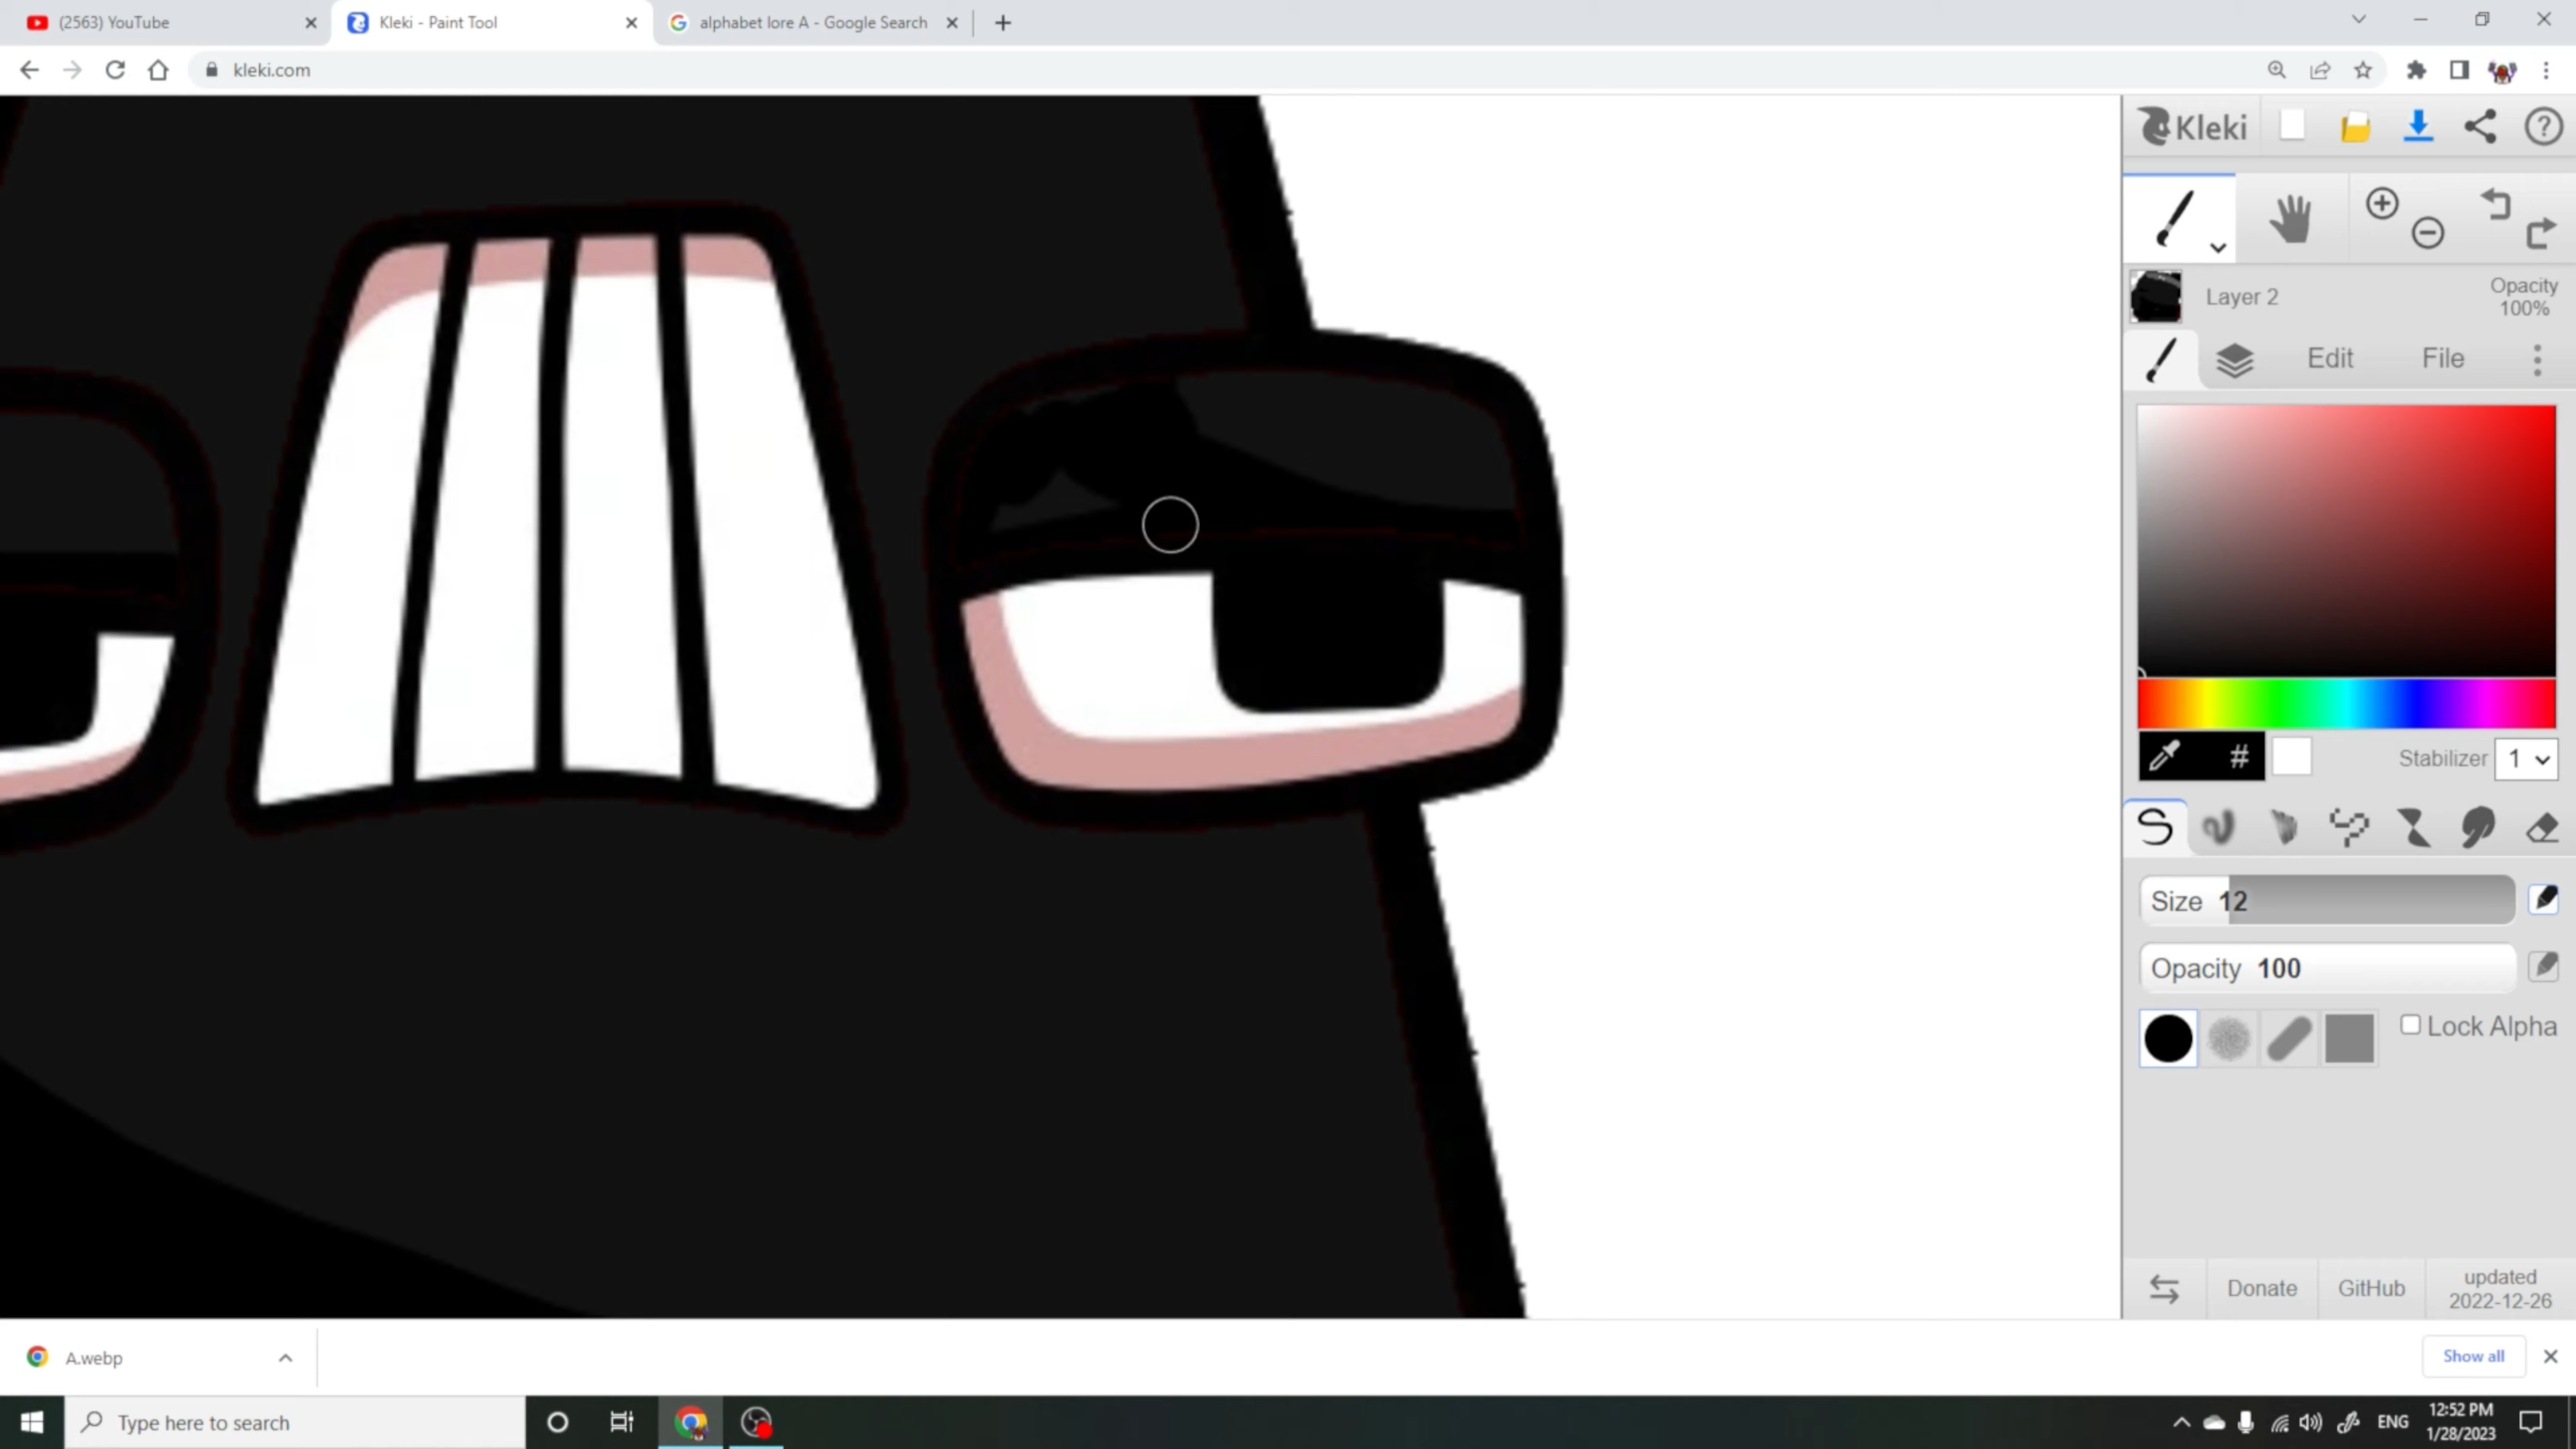 (2563) YouTube
Kleki - Paint Tool
alphabet lore A - Google Search
kleki.com
Kleki
Layer 2
Opacity
100%
Edit
File
#
Stabilizer
1
Size 12
Opacity 100
Lock Alpha
Donate
GitHub
updated
2022-12-26
A.webp
Show all
Type here to search
ENG
12:52 PM
1/28/2023